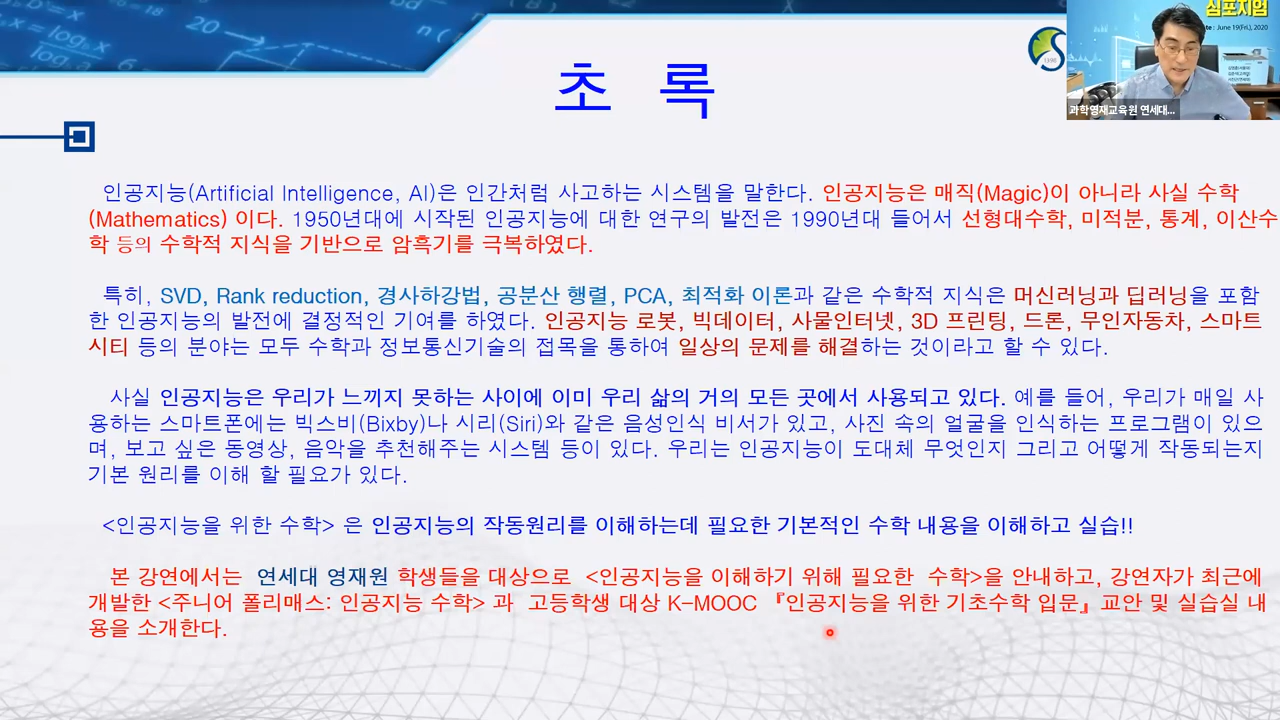 초 록
심포지엄
June 19(Fri.), 2020
과학영재교육원 연세대...
인공지능(Artificial Intelligence, AI)은 인간처럼 사고하는 시스템을 말한다. 인공지능은 매직(Magic)이 아니라 사실 수학
(Mathematics) 이다. 1950년대에 시작된 인공지능에 대한 연구의 발전은 1990년대 들어서 선형대수학, 미적분, 통계, 이산수
학 등의 수학적 지식을 기반으로 암흑기를 극복하였다.
특히, SVD, Rank reduction, 경사하강법, 공분산 행렬, PCA, 최적화 이론과 같은 수학적 지식은 머신러닝과 딥러닝을 포함
한 인공지능의 발전에 결정적인 기여를 하였다. 인공지능 로봇, 빅데이터, 사물인터넷, 3D 프린팅, 드론, 무인자동차, 스마트
시티 등의 분야는 모두 수학과 정보통신기술의 접목을 통하여 일상의 문제를 해결하는 것이라고 할 수 있다.
사실 인공지능은 우리가 느끼지 못하는 사이에 이미 우리 삶의 거의 모든 곳에서 사용되고 있다. 예를 들어, 우리가 매일 사
용하는 스마트폰에는 빅스비(Bixby)나 시리(Siri)와 같은 음성인식 비서가 있고, 사진 속의 얼굴을 인식하는 프로그램이 있으
며, 보고 싶은 동영상, 음악을 추천해주는 시스템 등이 있다. 우리는 인공지능이 도대체 무엇인지 그리고 어떻게 작동되는지
기본 원리를 이해 할 필요가 있다.
<인공지능을 위한 수학> 은 인공지능의 작동원리를 이해하는데 필요한 기본적인 수학 내용을 이해하고 실습!!
본 강연에서는 연세대 영재원 학생들을 대상으로 <인공지능을 이해하기 위해 필요한 수학>을 안내하고, 강연자가 최근에
개발한 <주니어 폴리매스: 인공지능 수학> 과 고등학생 대상 K-MOOC 『인공지능을 위한 기초수학 입문』교안 및 실습실 내
용을 소개한다.